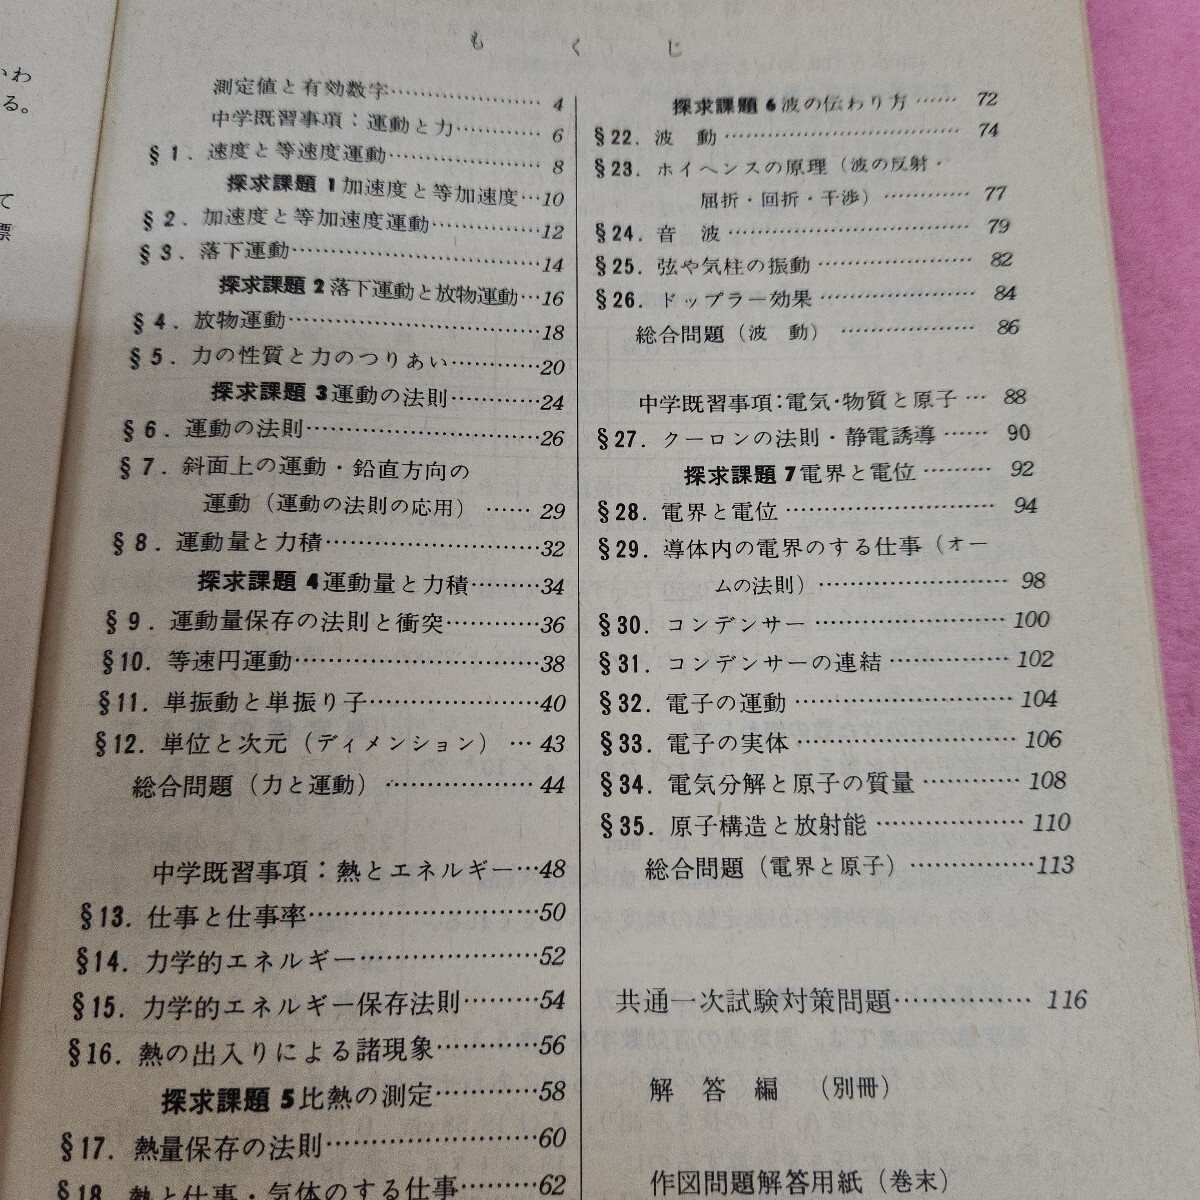 いわ
る。
て
票
もくじ
測定値と有効数字…………………4
中学既習事項：運動と力…………6
§1．速度と等速度運動…………………8
探求課題1加速度と等加速度…10
§2．加速度と等加速度運動……………12
§3．落下運動……………………………14
探求課題2落下運動と放物運動…16
§4．放物運動……………………………18
§5．力の性質と力のつりあい…………20
探求課題3運動の法則…………24
§6．運動の法則…………………………26
§7．斜面上の運動・鉛直方向の
運動（運動の法則の応用）……29
§8．運動量と力積………………………32
探求課題4運動量と力積………34
§9．運動量保存の法則と衝突…………36
§10．等速円運動…………………………38
§11．単振動と単振り子…………………40
§12．単位と次元（ディメンション）…43
総合問題（力と運動）………………44
中学既習事項：熱とエネルギー…48
§13．仕事と仕事率………………………50
§14．力学的エネルギー…………………52
§15．力学的エネルギー保存法則………54
§16．熱の出入りによる諸現象…………56
探求課題5比熱の測定…………58
§17．熱量保存の法則……………………60
§18．熱と仕事・気体のする仕事………62
探求課題6波の伝わり方……72
§22．波　動……………………………74
§23．ホイヘンスの原理（波の反射・
屈折・回折・干渉）……………77
§24．音　波……………………………79
§25．弦や気柱の振動…………………82
§26．ドップラー効果…………………84
総合問題（波　動）………………86
中学既習事項：電気・物質と原子…88
§27．クーロンの法則・静電誘導……90
探求課題7電界と電位………92
§28．電界と電位………………………94
§29．導体内の電界のする仕事（オー
ムの法則）……………………98
§30．コンデンサー……………………100
§31．コンデンサーの連結……………102
§32．電子の運動………………………104
§33．電子の実体………………………106
§34．電気分解と原子の質量…………108
§35．原子構造と放射能………………110
総合問題（電界と原子）……………113
共通一次試験対策問題……………116
解答編　（別冊）
作図問題解答用紙（巻末）